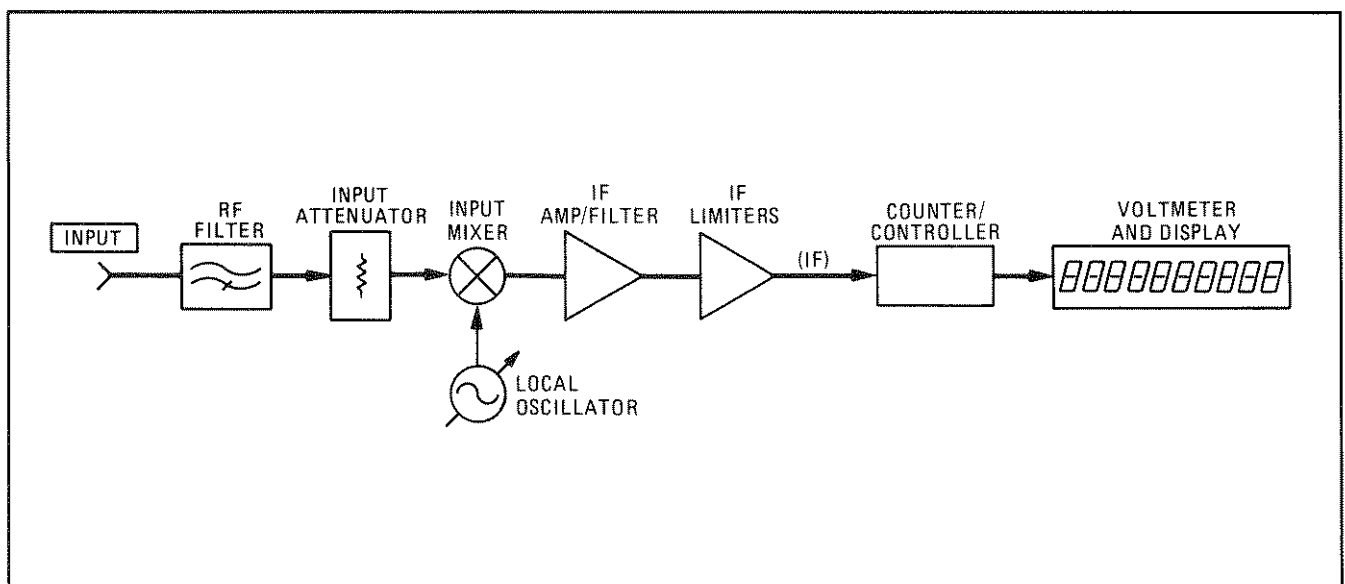 INPUT
RF
FILTER
INPUT
ATTENUATOR
INPUT
MIXER
IF
AMP/FILTER
IF
LIMITERS
(IF)
COUNTER/
CONTROLLER
VOLTMETER
AND DISPLAY
8888888888
LOCAL
OSCILLATOR